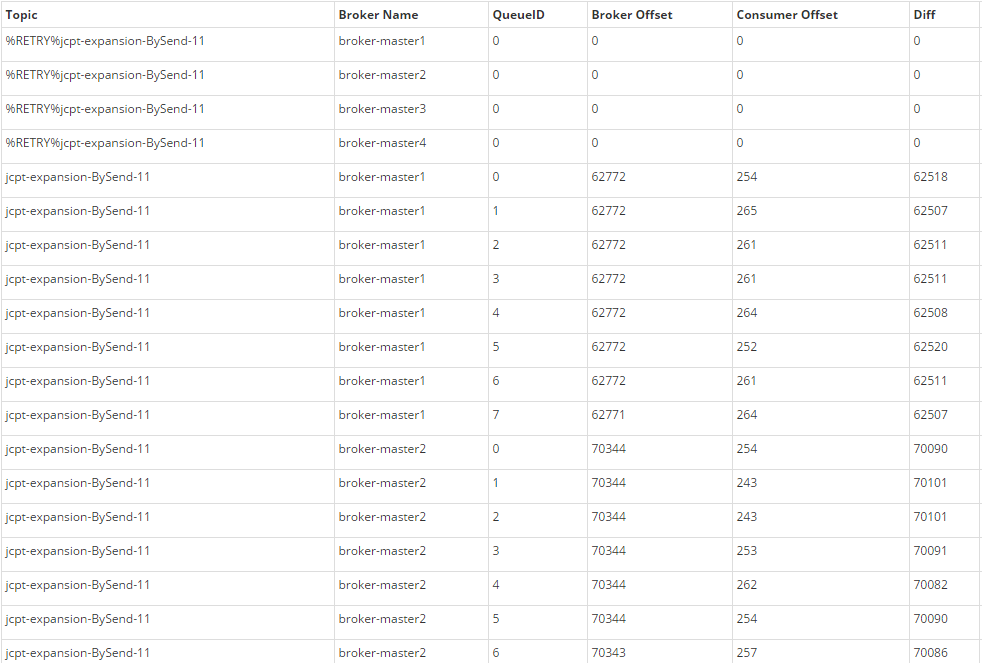 Topic Broker Name QueueID Broker Offset Consumer Offset Diff
%RETRY%jcpt-expansion-BySend-11 broker-master1 0 0 0 0
%RETRY%jcpt-expansion-BySend-11 broker-master2 0 0 0 0
%RETRY%jcpt-expansion-BySend-11 broker-master3 0 0 0 0
%RETRY%jcpt-expansion-BySend-11 broker-master4 0 0 0 0
jcpt-expansion-BySend-11 broker-master1 0 62772 254 62518
jcpt-expansion-BySend-11 broker-master1 1 62772 265 62507
jcpt-expansion-BySend-11 broker-master1 2 62772 261 62511
jcpt-expansion-BySend-11 broker-master1 3 62772 261 62511
jcpt-expansion-BySend-11 broker-master1 4 62772 264 62508
jcpt-expansion-BySend-11 broker-master1 5 62772 252 62520
jcpt-expansion-BySend-11 broker-master1 6 62772 261 62511
jcpt-expansion-BySend-11 broker-master1 7 62771 264 62507
jcpt-expansion-BySend-11 broker-master2 0 70344 254 70090
jcpt-expansion-BySend-11 broker-master2 1 70344 243 70101
jcpt-expansion-BySend-11 broker-master2 2 70344 243 70101
jcpt-expansion-BySend-11 broker-master2 3 70344 253 70091
jcpt-expansion-BySend-11 broker-master2 4 70344 262 70082
jcpt-expansion-BySend-11 broker-master2 5 70344 254 70090
jcpt-expansion-BySend-11 broker-master2 6 70343 257 70086